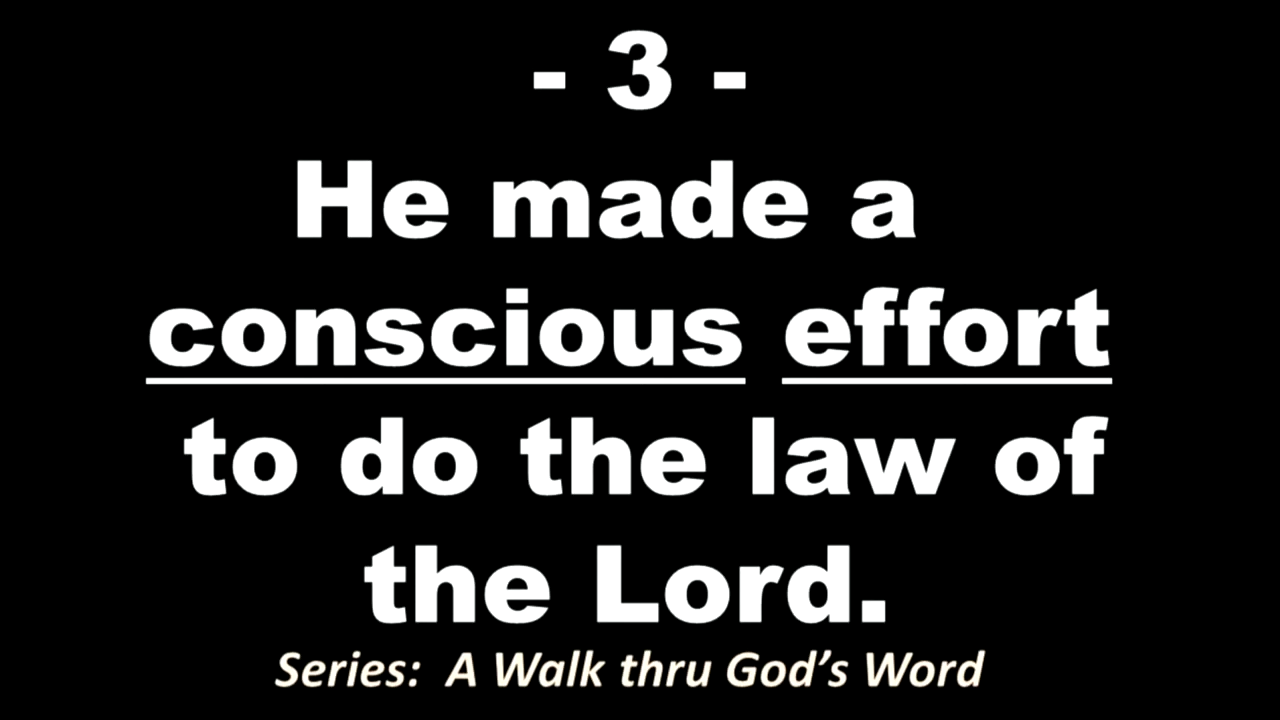 - 3 -
He made a
conscious effort
to do the law of
the Lord.
Series:  A Walk thru God’s Word